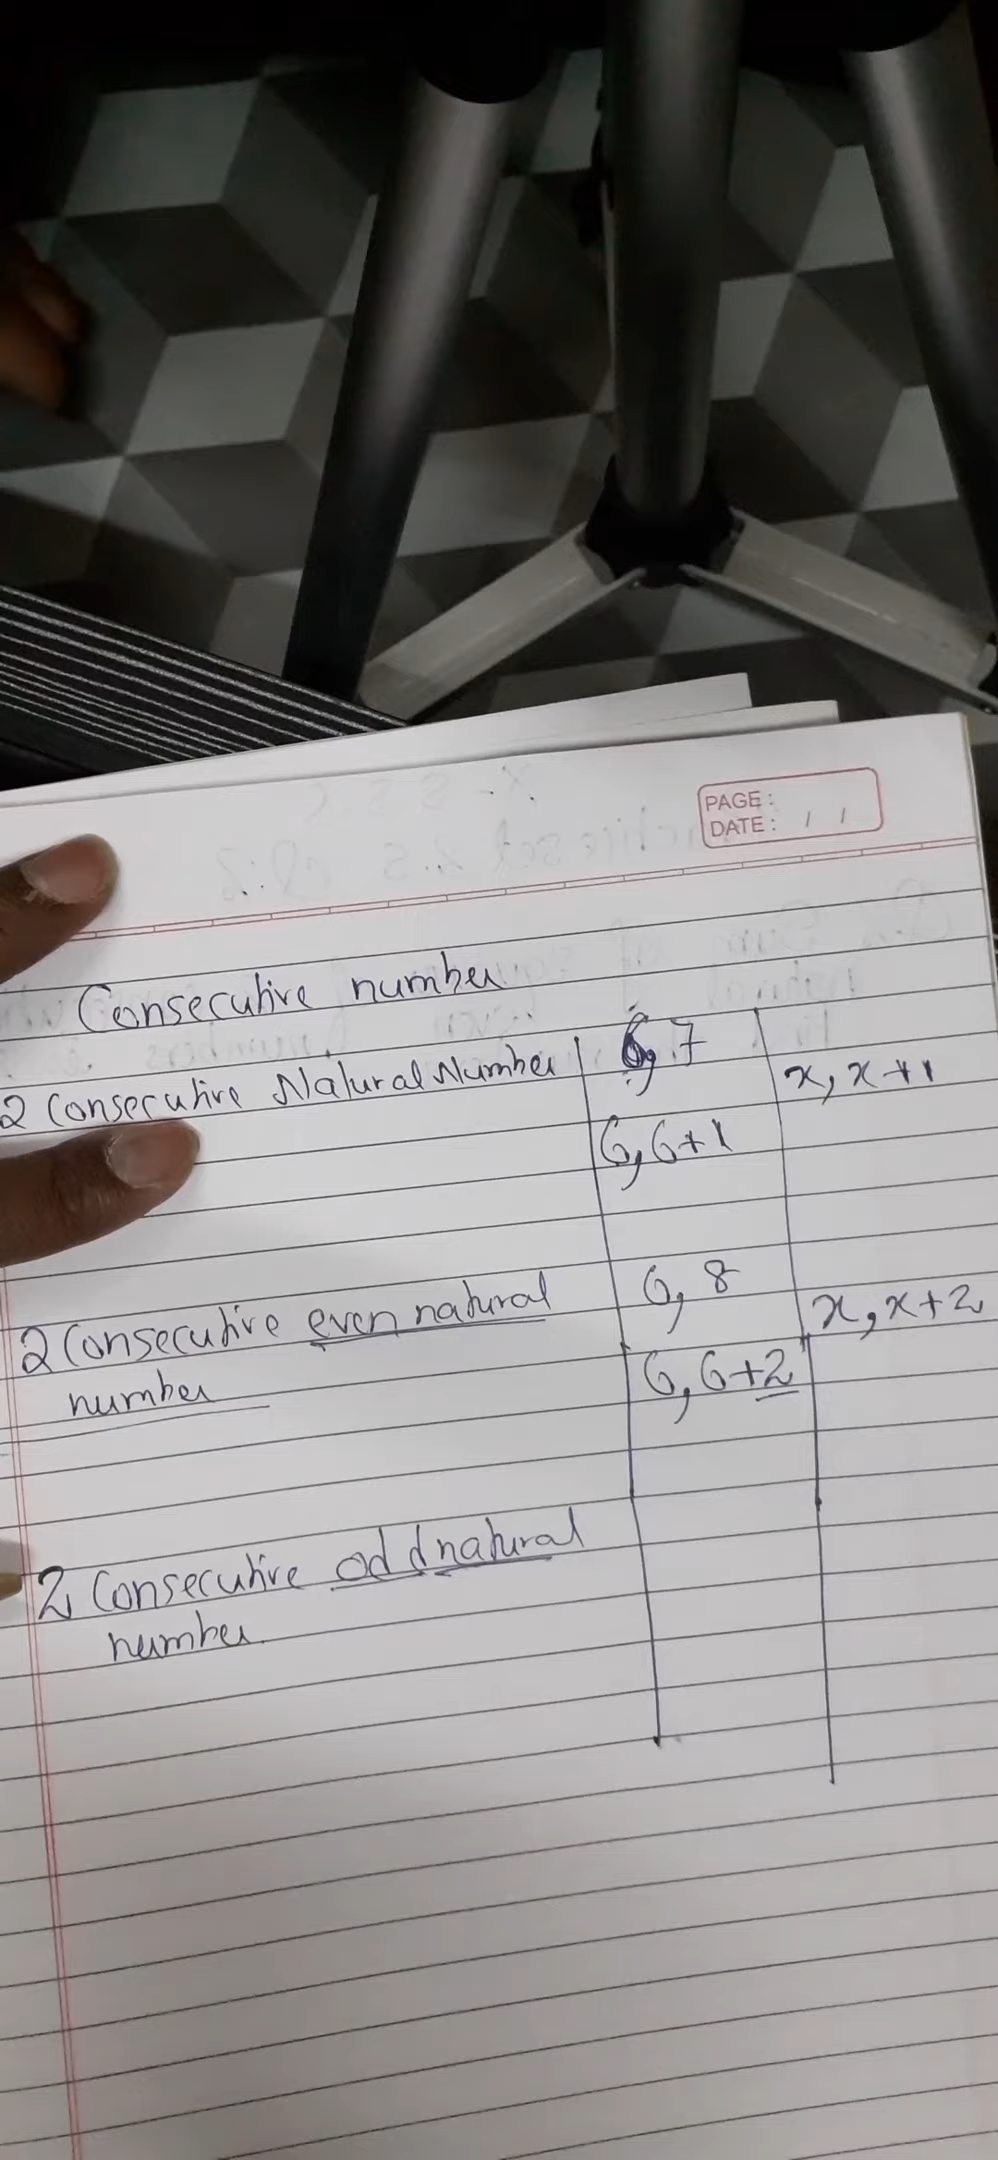 PAGE:
DATE: / /
Consecutive number
2 Consecutive Natural Number 6, 7 x, x+1
6, 6+1
2 Consecutive even natural 6, 8 x, x+2
number 6, 6+2
2 Consecutive odd natural
number.